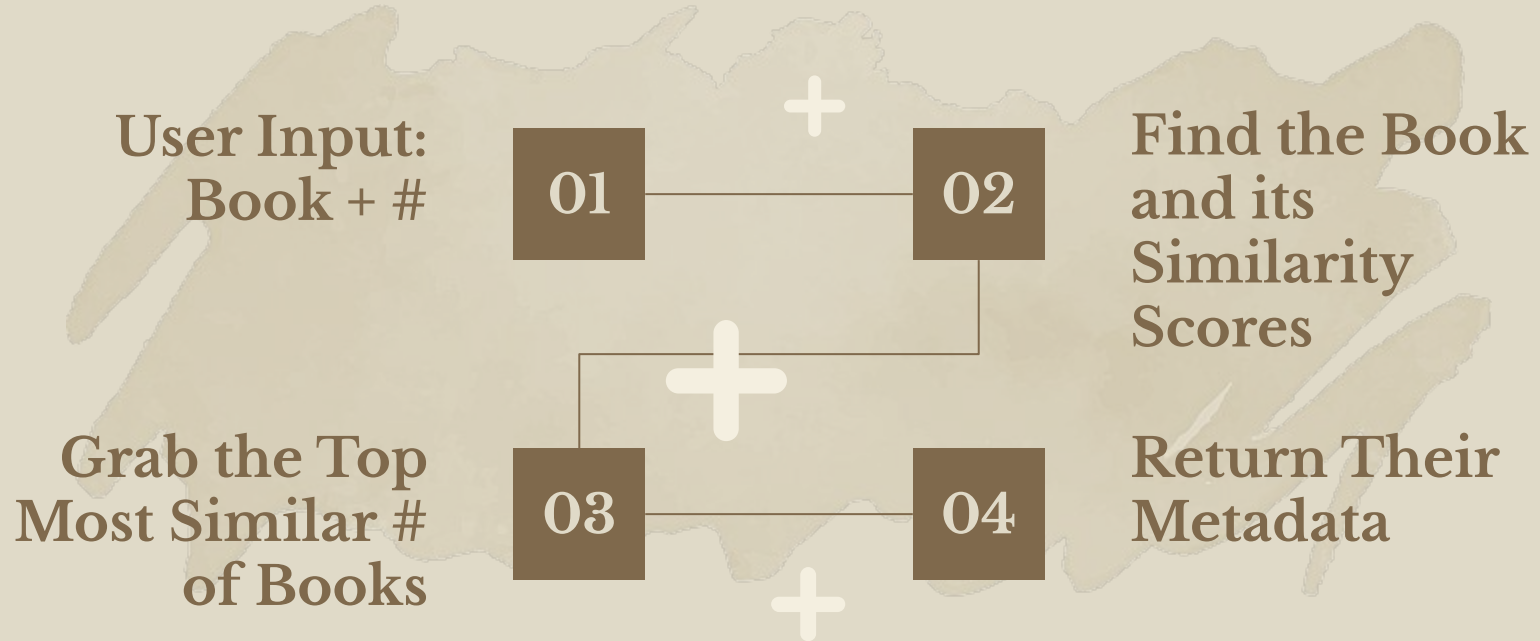 User Input:
Book + #
01
02
Find the Book
and its
Similarity
Scores
Grab the Top
Most Similar #
of Books
03
04
Return Their
Metadata